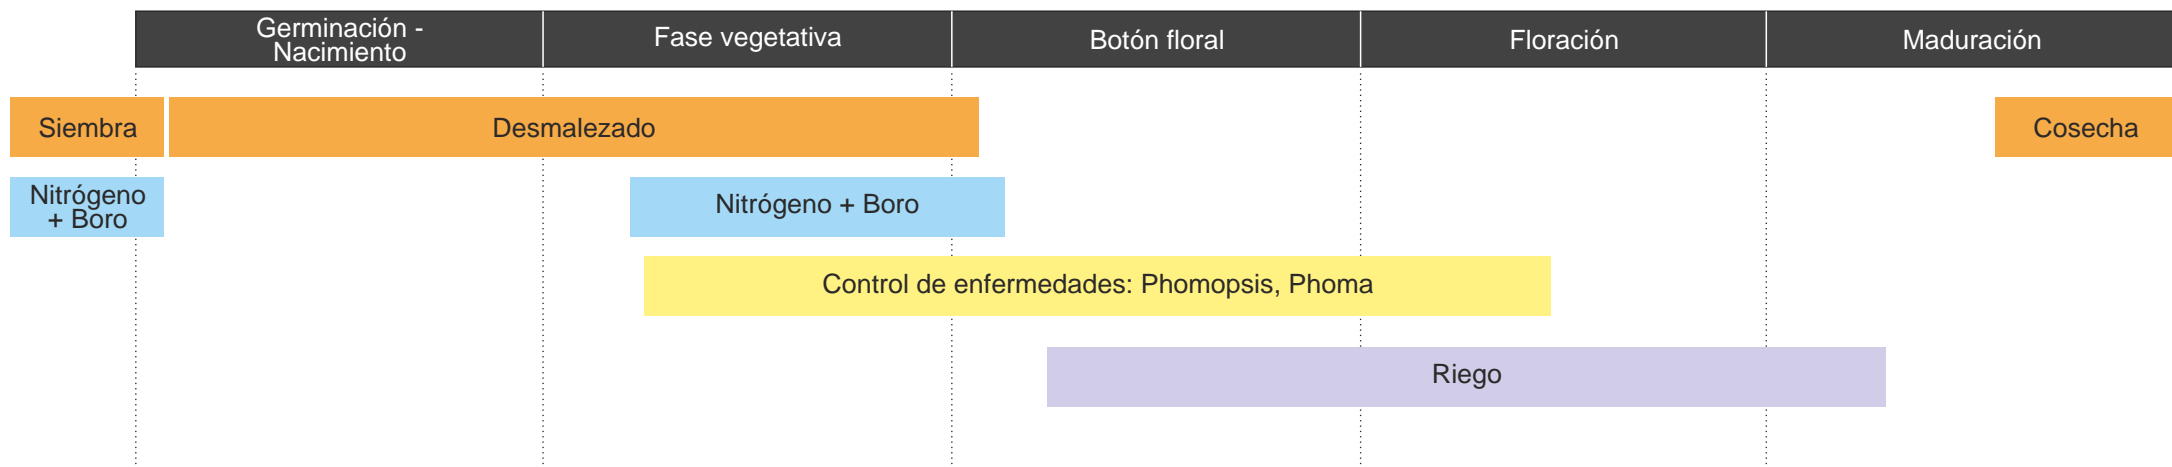 Germinación -
Nacimiento
Fase vegetativa
Botón floral
Floración
Maduración
Siembra
Desmalezado
Cosecha
Nitrógeno
+ Boro
Nitrógeno + Boro
Control de enfermedades: Phomopsis, Phoma
Riego